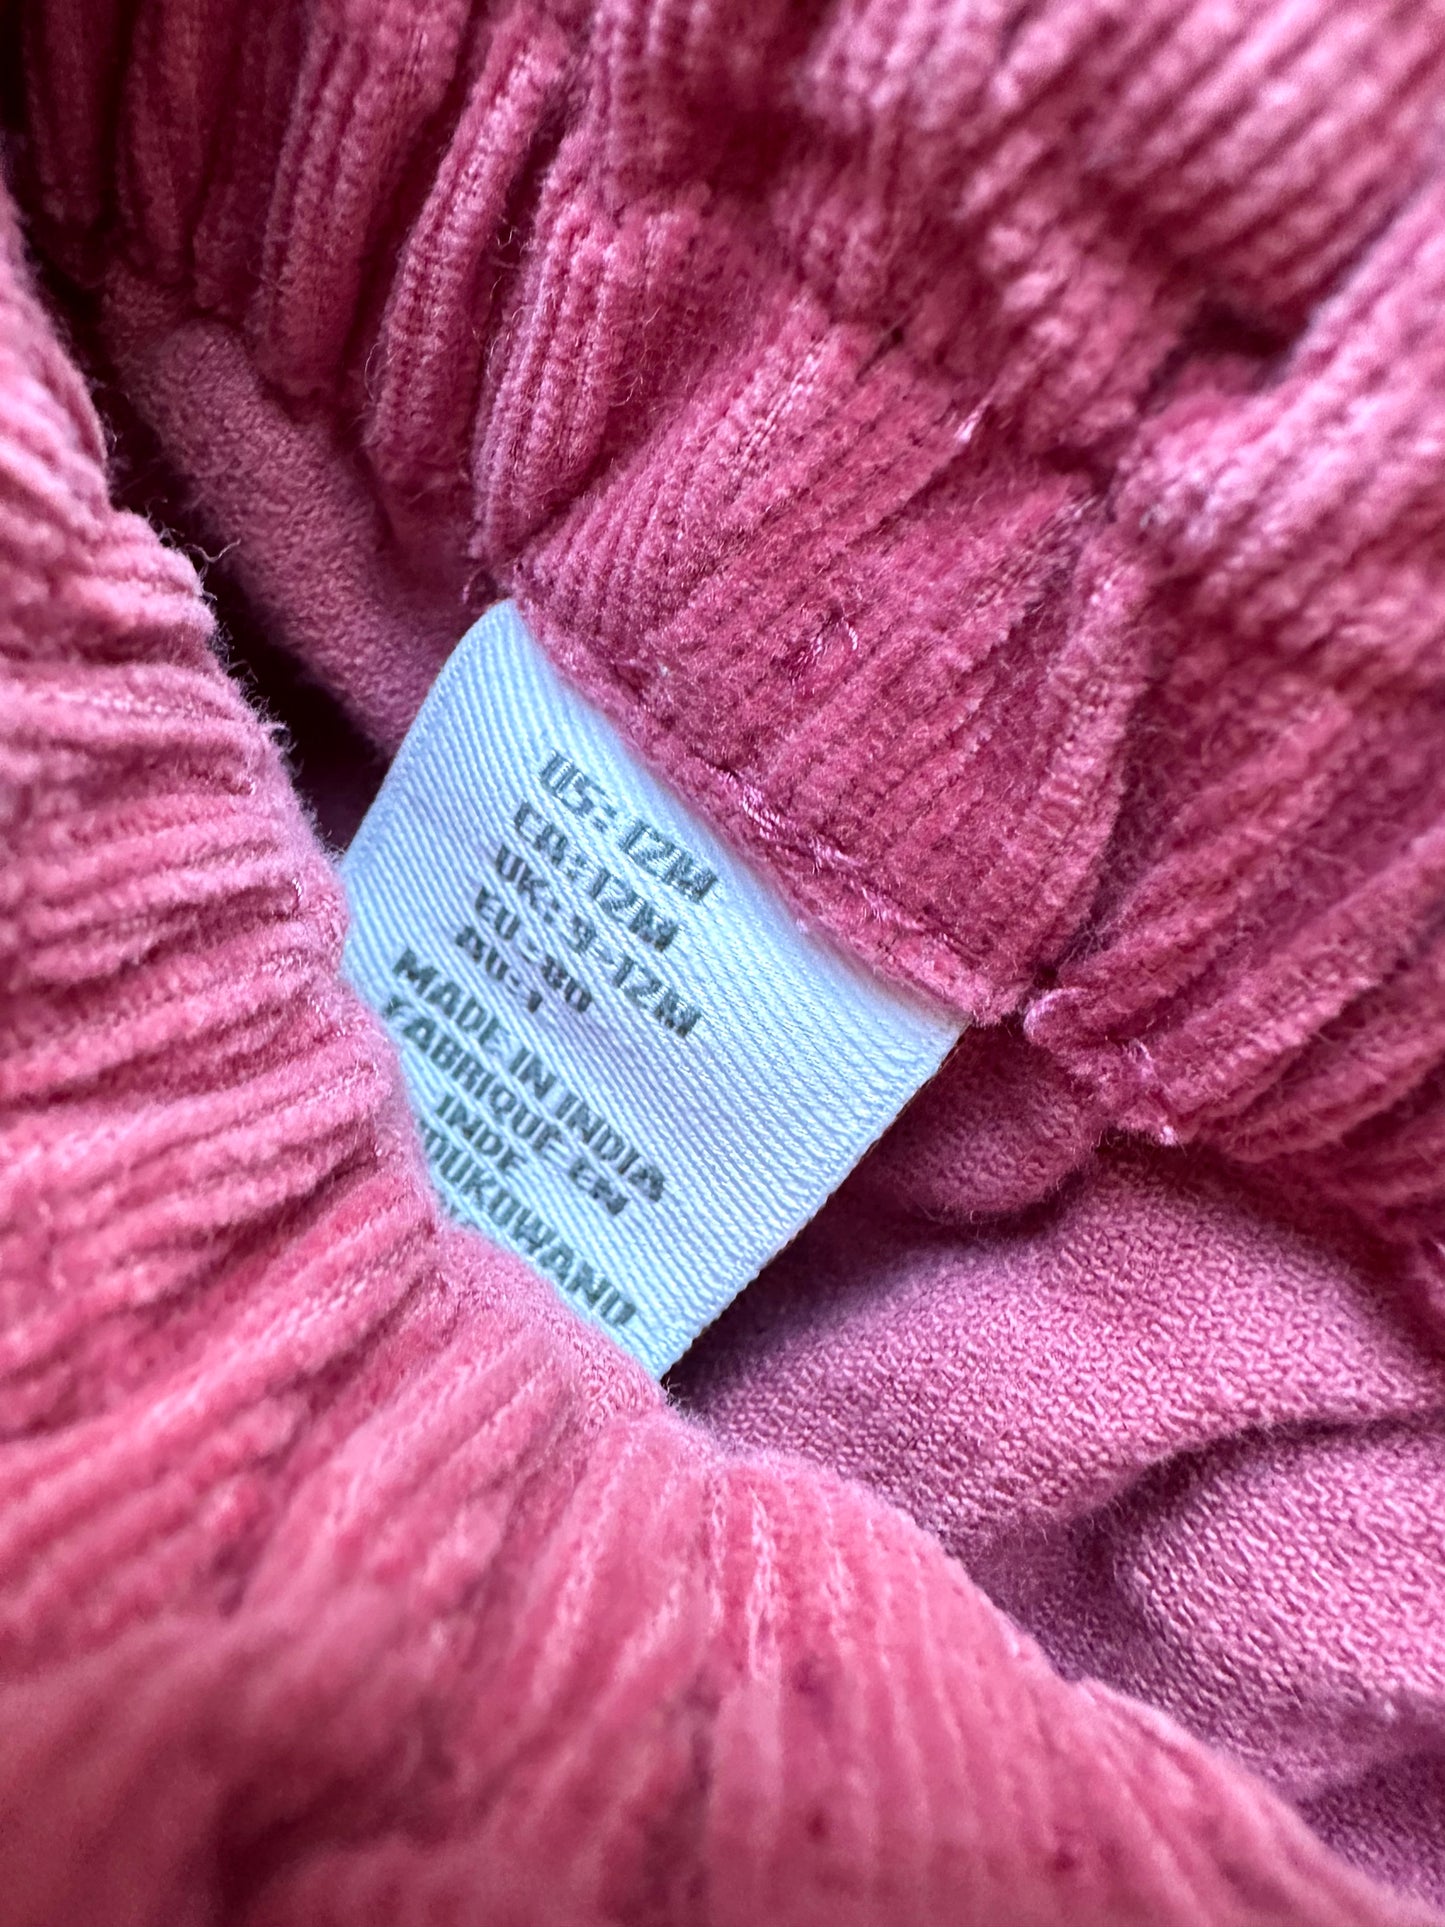 US: 12M
CA: 12M
UK: 9-12M
EU - 80
AU-1
MADE IN INDIA
FABRIQUE EN
INDE